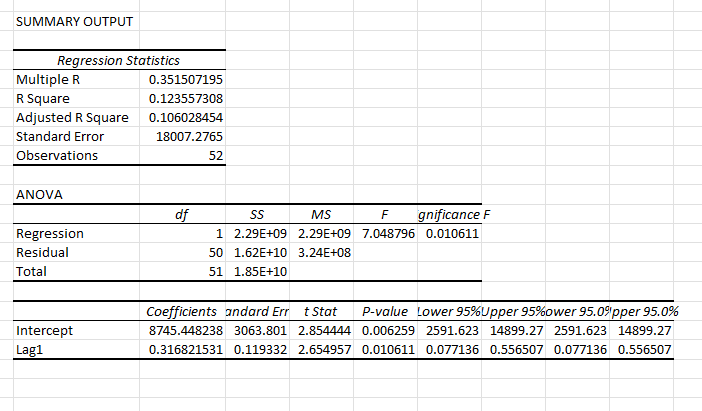 SUMMARY OUTPUT
Regression Statistics
Multiple R 0.351507195
R Square 0.123557308
Adjusted R Square 0.106028454
Standard Error 18007.2765
Observations 52
ANOVA
df SS MS F gnificance F
Regression 1 2.29E+09 2.29E+09 7.048796 0.010611
Residual 50 1.62E+10 3.24E+08
Total 51 1.85E+10
Coefficients andard Err t Stat P-value Lower 95% Upper 95% ower 95.0% pper 95.0%
Intercept 8745.448238 3063.801 2.854444 0.006259 2591.623 14899.27 2591.623 14899.27
Lag1 0.316821531 0.119332 2.654957 0.010611 0.077136 0.556507 0.077136 0.556507